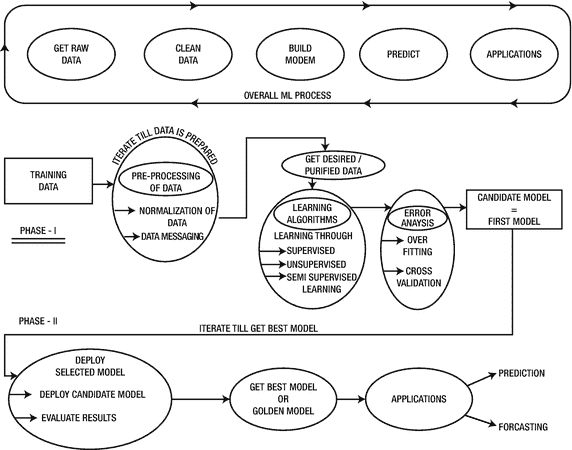 GET RAW
DATA
CLEAN
DATA
BUILD
MODEM
PREDICT
APPLICATIONS
OVERALL ML PROCESS
ITERATE TILL DATA IS PREPARED
TRAINING
DATA
PRE-PROCESSING
OF DATA
NORMALIZATION OF
DATA
DATA MESSAGING
GET DESIRED /
PURIFIED DATA
LEARNING
ALGORITHMS
LEARNING THROUGH
SUPERVISED
UNSUPERVISED
SEMI SUPERVISED
LEARNING
ERROR
ANAYSIS
OVER
FITTING
CROSS
VALIDATION
CANDIDATE MODEL
=
FIRST MODEL
PHASE - I
PHASE - II
ITERATE TILL GET BEST MODEL
DEPLOY
SELECTED MODEL
DEPLOY CANDIDATE MODEL
EVALUATE RESULTS
GET BEST MODEL
OR
GOLDEN MODEL
APPLICATIONS
PREDICTION
FORCASTING